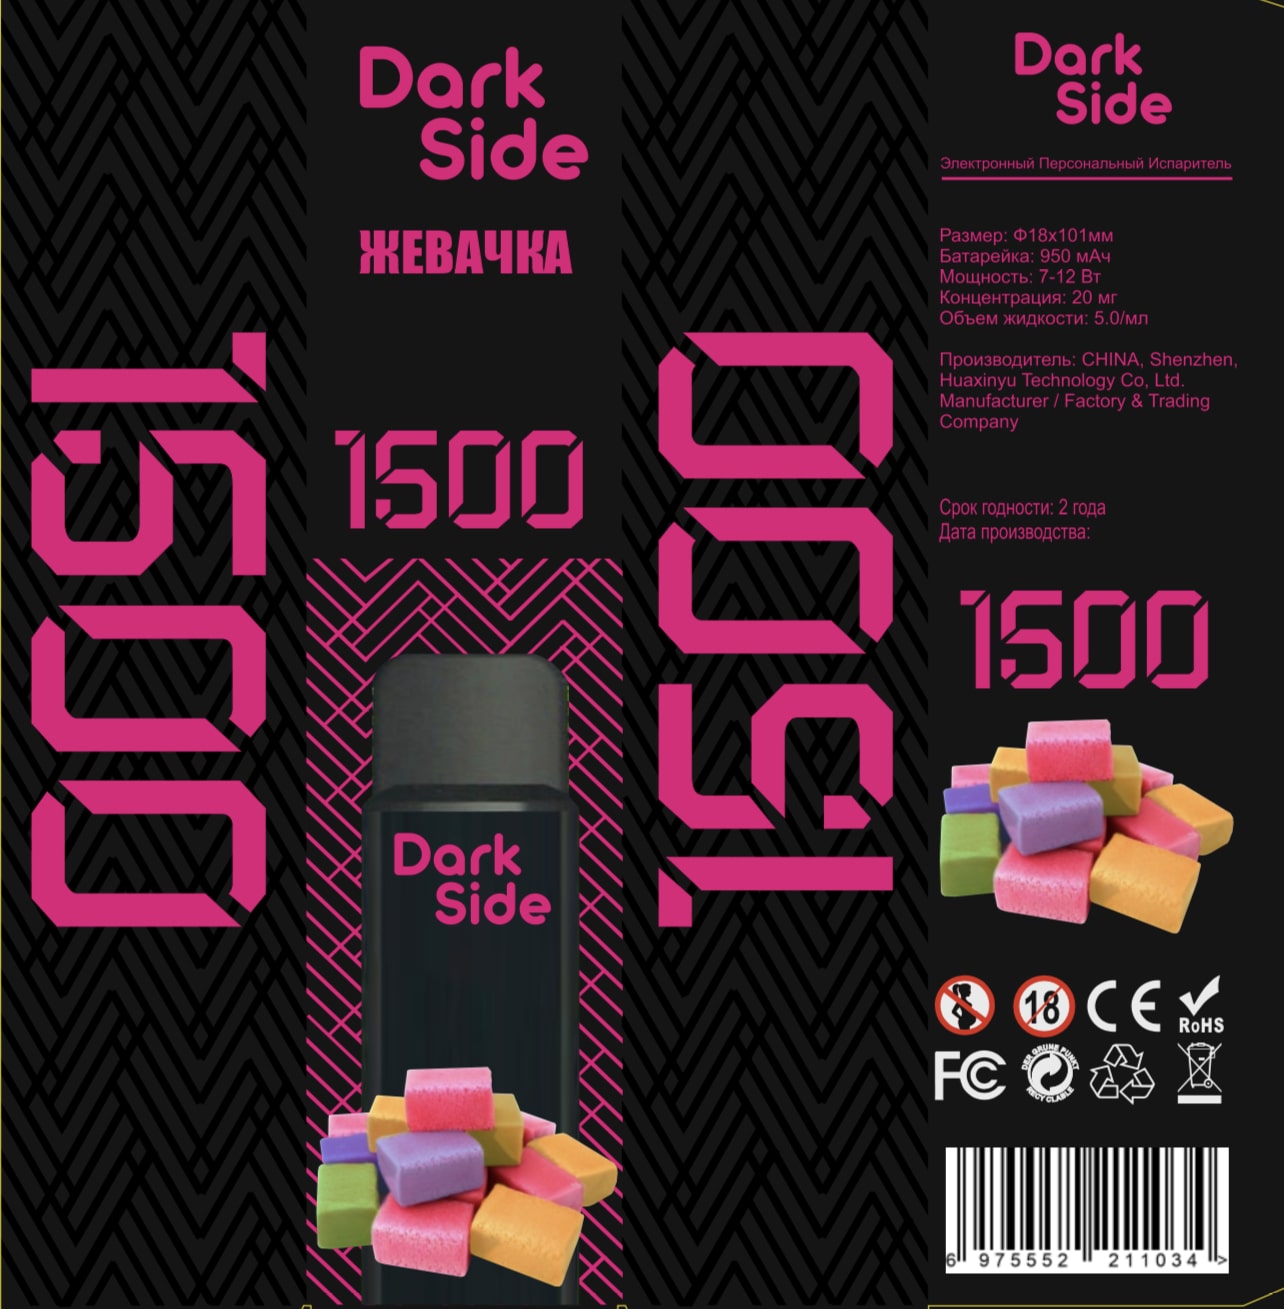 1500
Dark
Side
ЖЕВАЧКА
1500
Dark
Side
1500
Dark
Side
Электронный Персональный Испаритель
Размер: Ф18х101мм
Батарейка: 950 мАч
Мощность: 7-12 Вт
Концентрация: 20 мг
Объем жидкости: 5.0/мл
Производитель: CHINA, Shenzhen,
Huaxinyu Technology Co, Ltd.
Manufacturer / Factory & Trading
Company
Срок годности: 2 года
Дата производства:
1500
18
CE
RoHS
FC
DER GRUNE PUNKT
RECYCLABLE
6 975552 211034 >